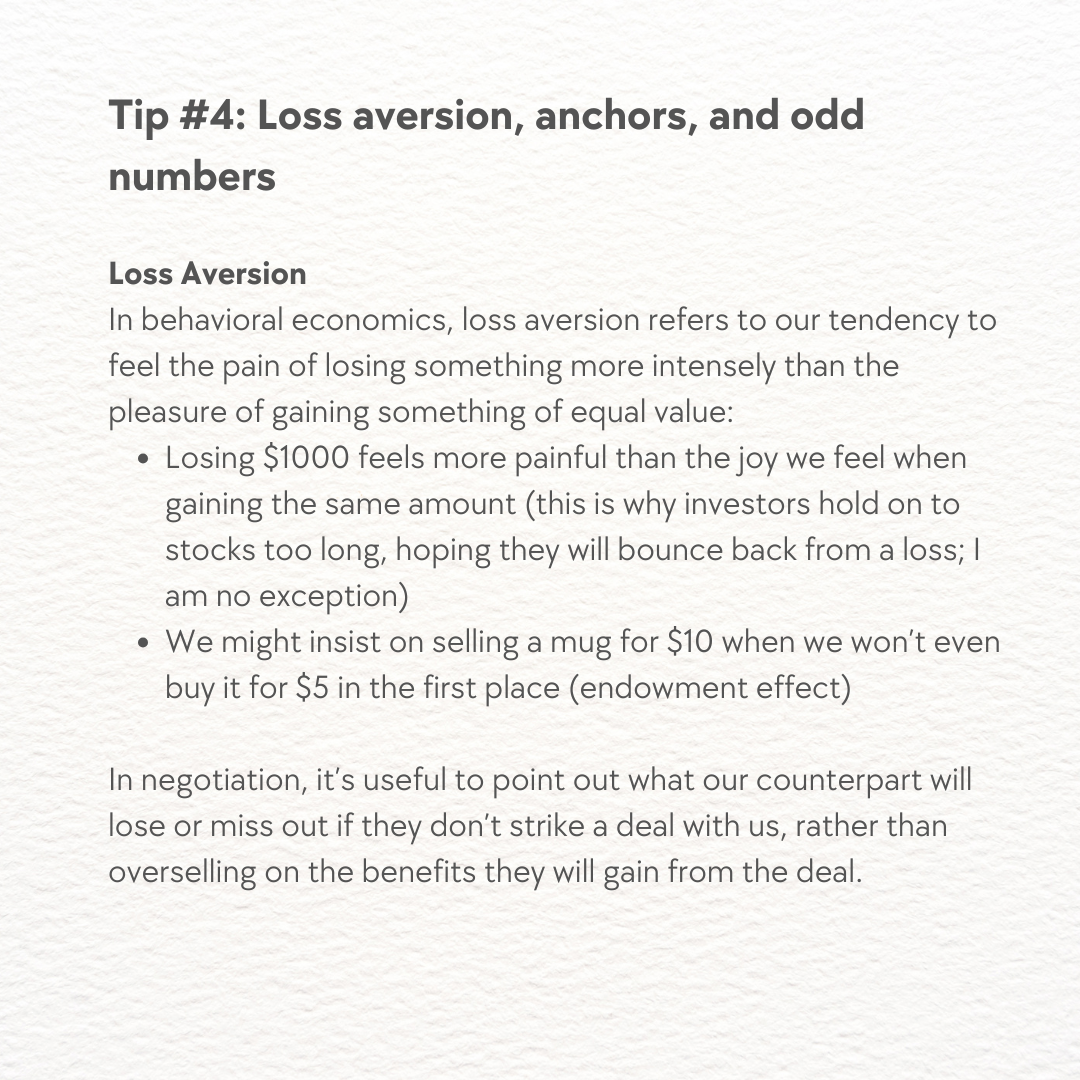 Tip #4: Loss aversion, anchors, and odd
numbers
Loss Aversion
In behavioral economics, loss aversion refers to our tendency to
feel the pain of losing something more intensely than the
pleasure of gaining something of equal value:
• Losing $1000 feels more painful than the joy we feel when
gaining the same amount (this is why investors hold on to
stocks too long, hoping they will bounce back from a loss; I
am no exception)
• We might insist on selling a mug for $10 when we won’t even
buy it for $5 in the first place (endowment effect)
In negotiation, it’s useful to point out what our counterpart will
lose or miss out if they don’t strike a deal with us, rather than
overselling on the benefits they will gain from the deal.